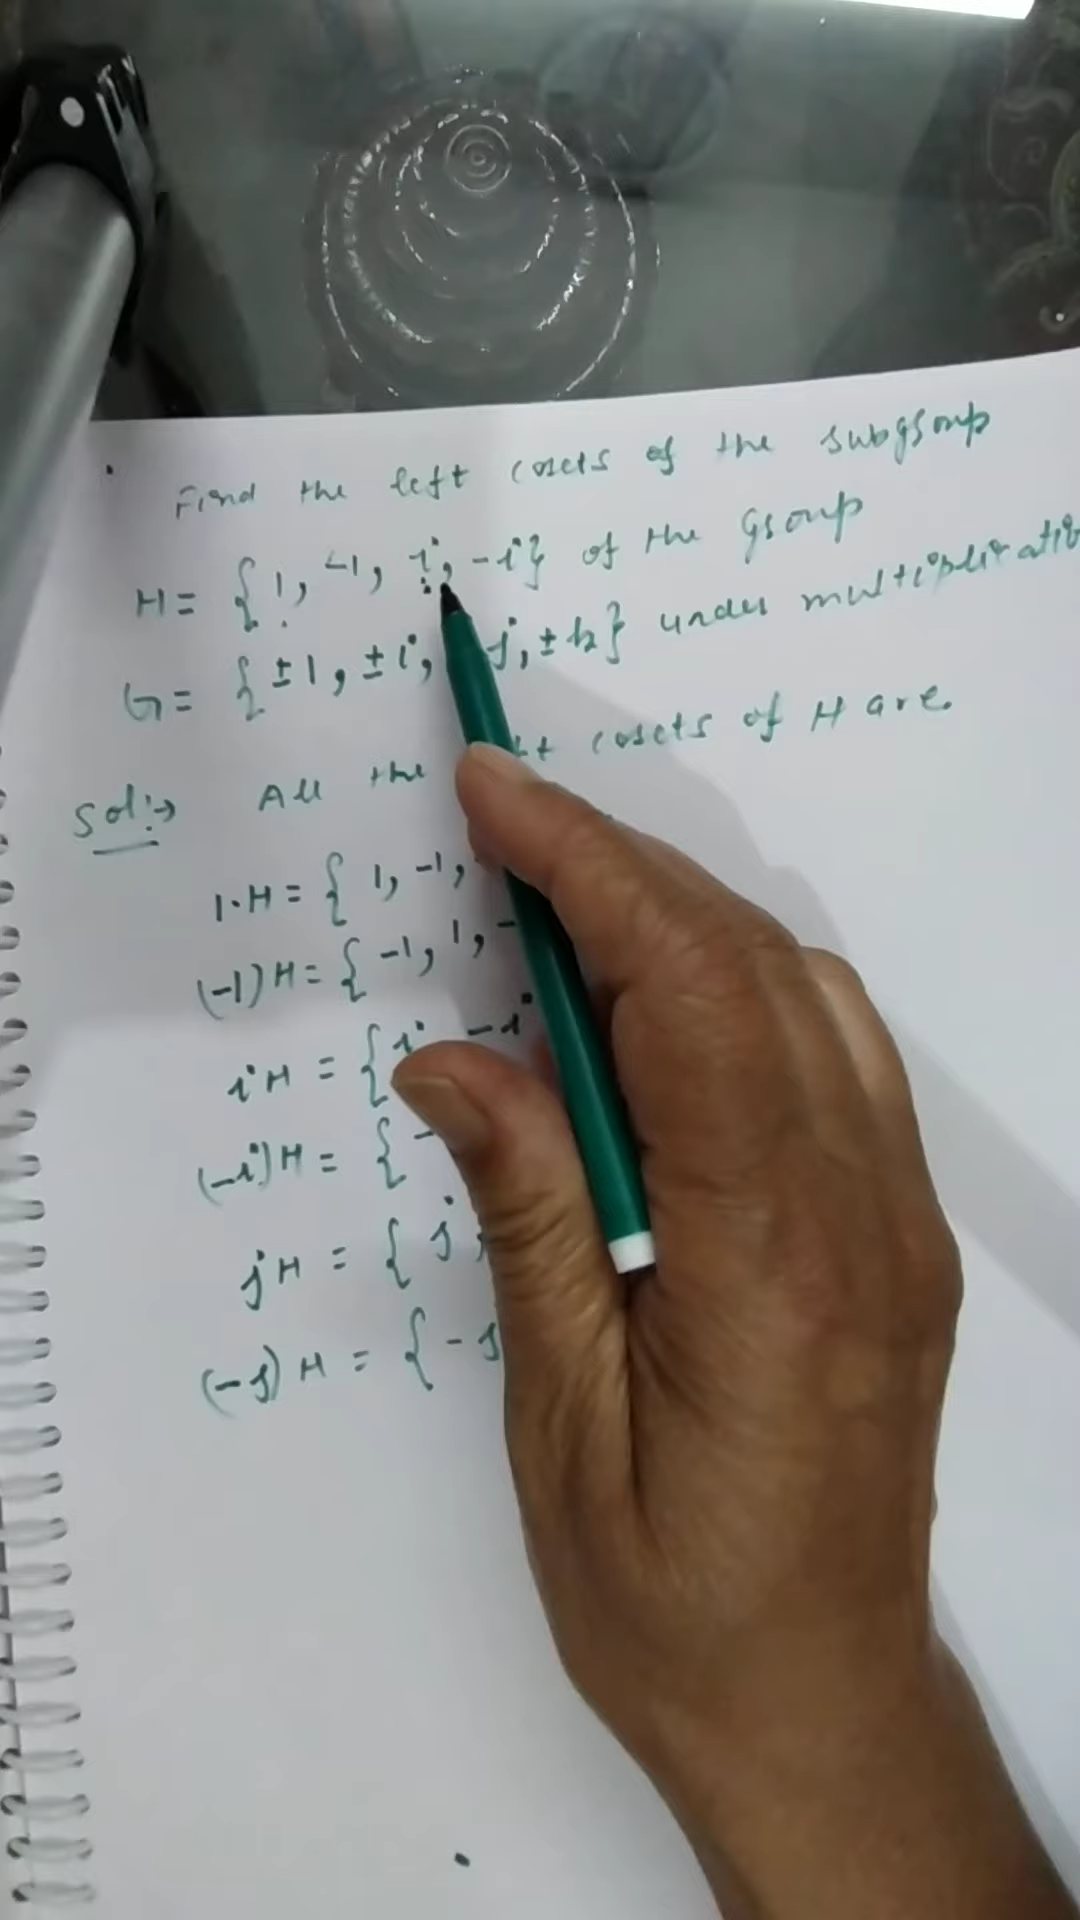 Find the left cosets of the subgroup
H = { 1, -1, i, -i } of the group
G = { ±1, ±i, j, ±k } under multiplicatio
Sol:→ All the cosets of H are.
1·H = { 1, -1,
(-1)H = { -1, 1, -
iH = { i, -i
(-i)H = { -
jH = { j,
(-j)H = { -j